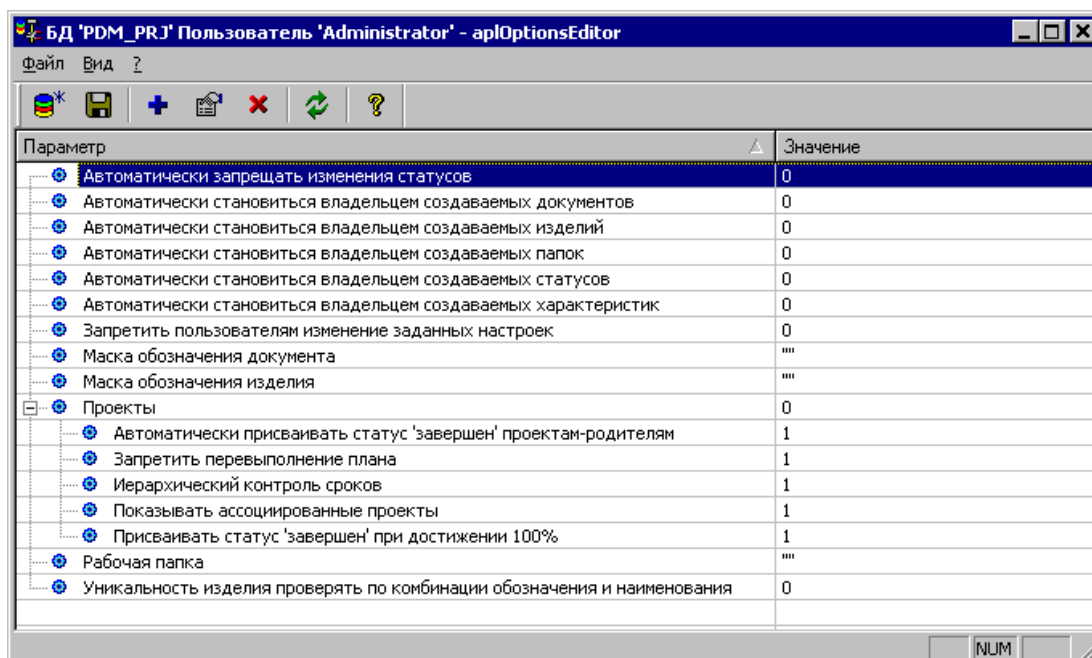 БД 'PDM_PRJ' Пользователь 'Administrator' - aplOptionsEditor
Файл Вид ?
Параметр Значение
Автоматически запрещать изменения статусов 0
Автоматически становиться владельцем создаваемых документов 0
Автоматически становиться владельцем создаваемых изделий 0
Автоматически становиться владельцем создаваемых папок 0
Автоматически становиться владельцем создаваемых статусов 0
Автоматически становиться владельцем создаваемых характеристик 0
Запретить пользователям изменение заданных настроек 0
Маска обозначения документа ""
Маска обозначения изделия ""
Проекты 0
Автоматически присваивать статус 'завершен' проектам-родителям 1
Запретить перевыполнение плана 1
Иерархический контроль сроков 1
Показывать ассоциированные проекты 1
Присваивать статус 'завершен' при достижении 100% 1
Рабочая папка ""
Уникальность изделия проверять по комбинации обозначения и наименования 0
NUM